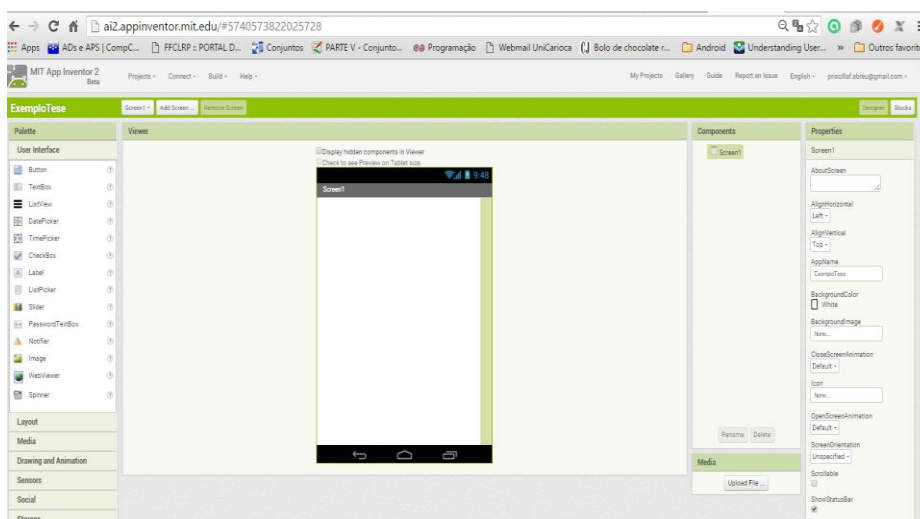 ai2.appinventor.mit.edu/#5740573822025728
Apps ADs e APS | CompC... FFCLRP :: PORTAL D... Conjuntos PARTE V - Conjunto... Programação Webmail UniCarioca Bolo de chocolate r... Android Understanding User... » Outros favorit
MIT App Inventor 2
Beta
Projects Connect Build Help
My Projects Gallery Guide Report an Issue English priscilaf.abreu@gmail.com
ExemploTese
Screen1 Add Screen ... Remove Screen
Designer Blocks
Palette
User Interface
Button
TextBox
ListView
DatePicker
TimePicker
CheckBox
Label
ListPicker
Slider
PasswordTextBox
Notifier
Image
WebViewer
Spinner
Layout
Media
Drawing and Animation
Sensors
Social
Storage
Viewer
Display hidden components in Viewer
Check to see Preview on Tablet size.
9:48
Screen1
Components
Screen1
Rename Delete
Media
Upload File ...
Properties
Screen1
AboutScreen
AlignHorizontal
Left
AlignVertical
Top
AppName
ExemploTese
BackgroundColor
White
BackgroundImage
None...
CloseScreenAnimation
Default
Icon
None...
OpenScreenAnimation
Default
ScreenOrientation
Unspecified
Scrollable
ShowStatusBar